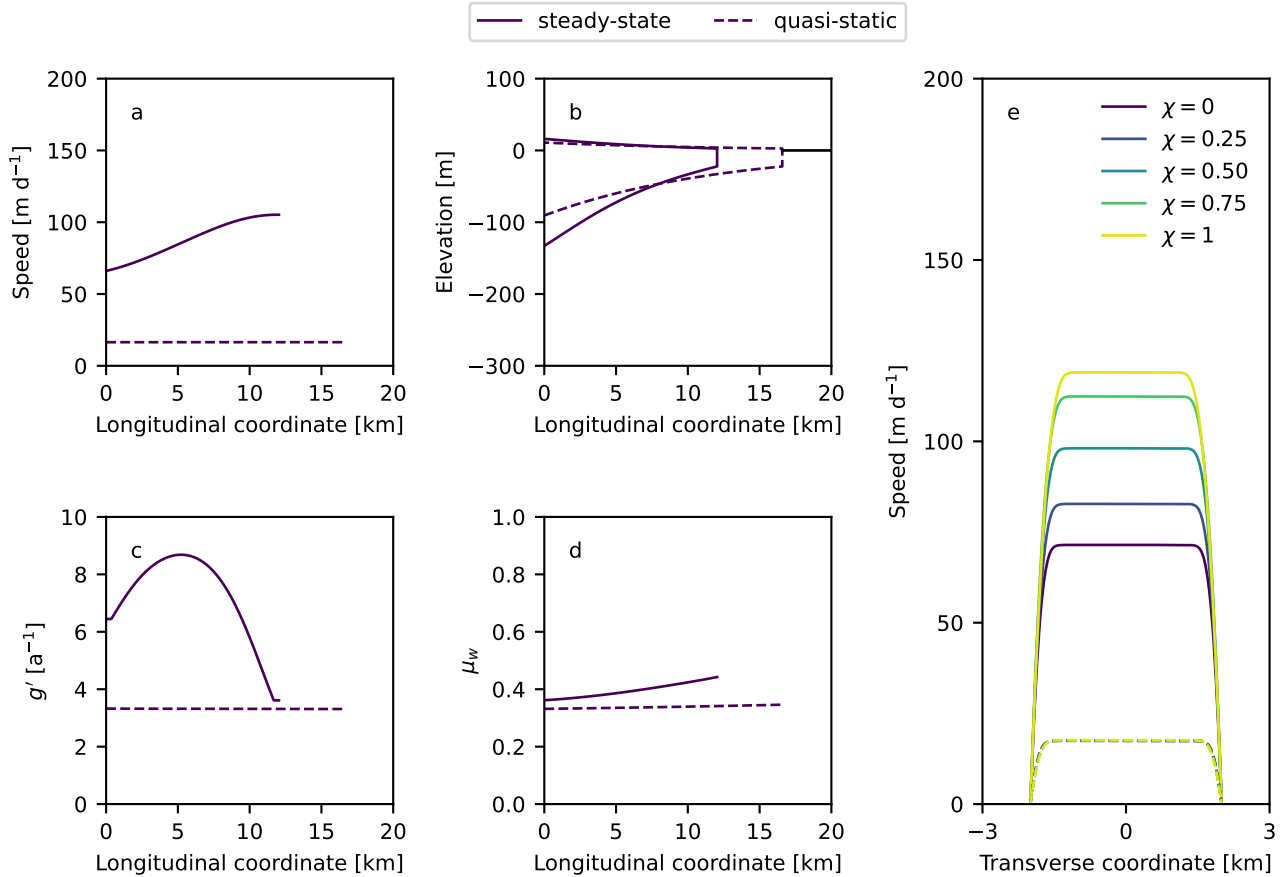 steady-state quasi-static
a
Speed [m d⁻¹]
200
150
100
50
0
0 5 10 15 20
Longitudinal coordinate [km]
b
Elevation [m]
100
0
−100
−200
−300
0 5 10 15 20
Longitudinal coordinate [km]
c
g′ [a⁻¹]
10
8
6
4
2
0
0 5 10 15 20
Longitudinal coordinate [km]
d
μw
1.0
0.8
0.6
0.4
0.2
0.0
0 5 10 15 20
Longitudinal coordinate [km]
e
χ = 0
χ = 0.25
χ = 0.50
χ = 0.75
χ = 1
Speed [m d⁻¹]
200
150
100
50
0
−3 0 3
Transverse coordinate [km]